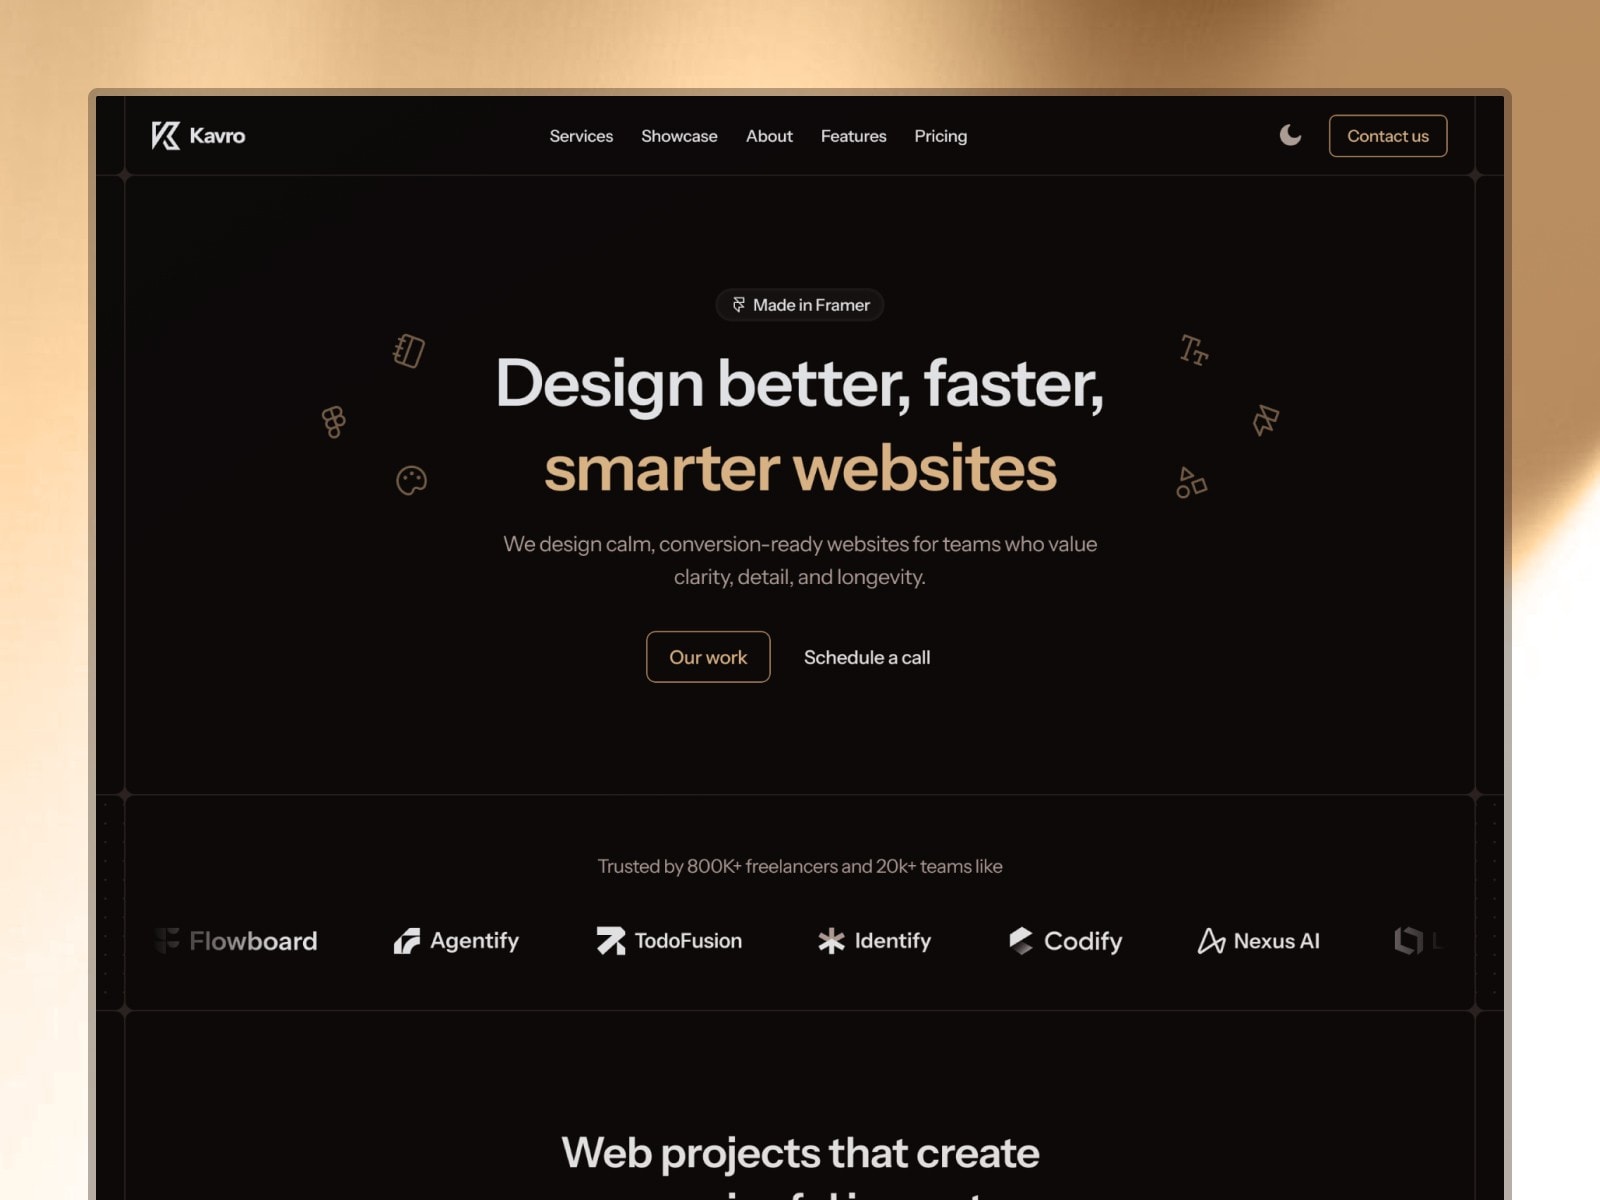 Kavro
Services Showcase About Features Pricing
Contact us
Made in Framer
Design better, faster,
smarter websites
We design calm, conversion-ready websites for teams who value
clarity, detail, and longevity.
Our work Schedule a call
Trusted by 800K+ freelancers and 20k+ teams like
Flowboard Agentify TodoFusion Identify Codify Nexus AI L
Web projects that create